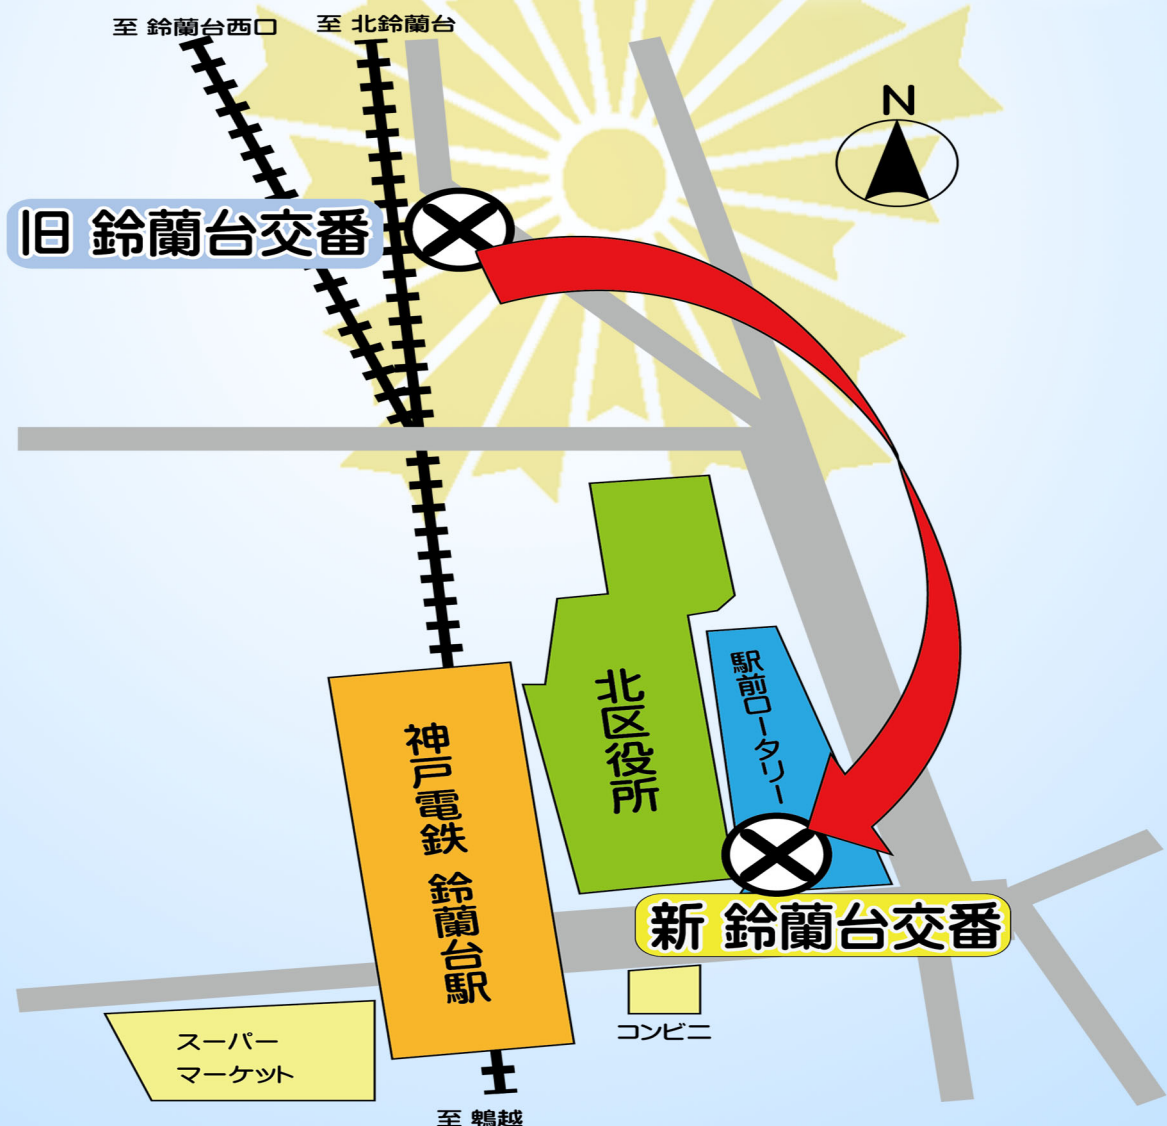 至 鈴蘭台西口
至 北鈴蘭台
N
旧 鈴蘭台交番
駅前ロータリー
北区役所
神戸電鉄 鈴蘭台駅
新 鈴蘭台交番
コンビニ
スーパー
マーケット
至 鵯越